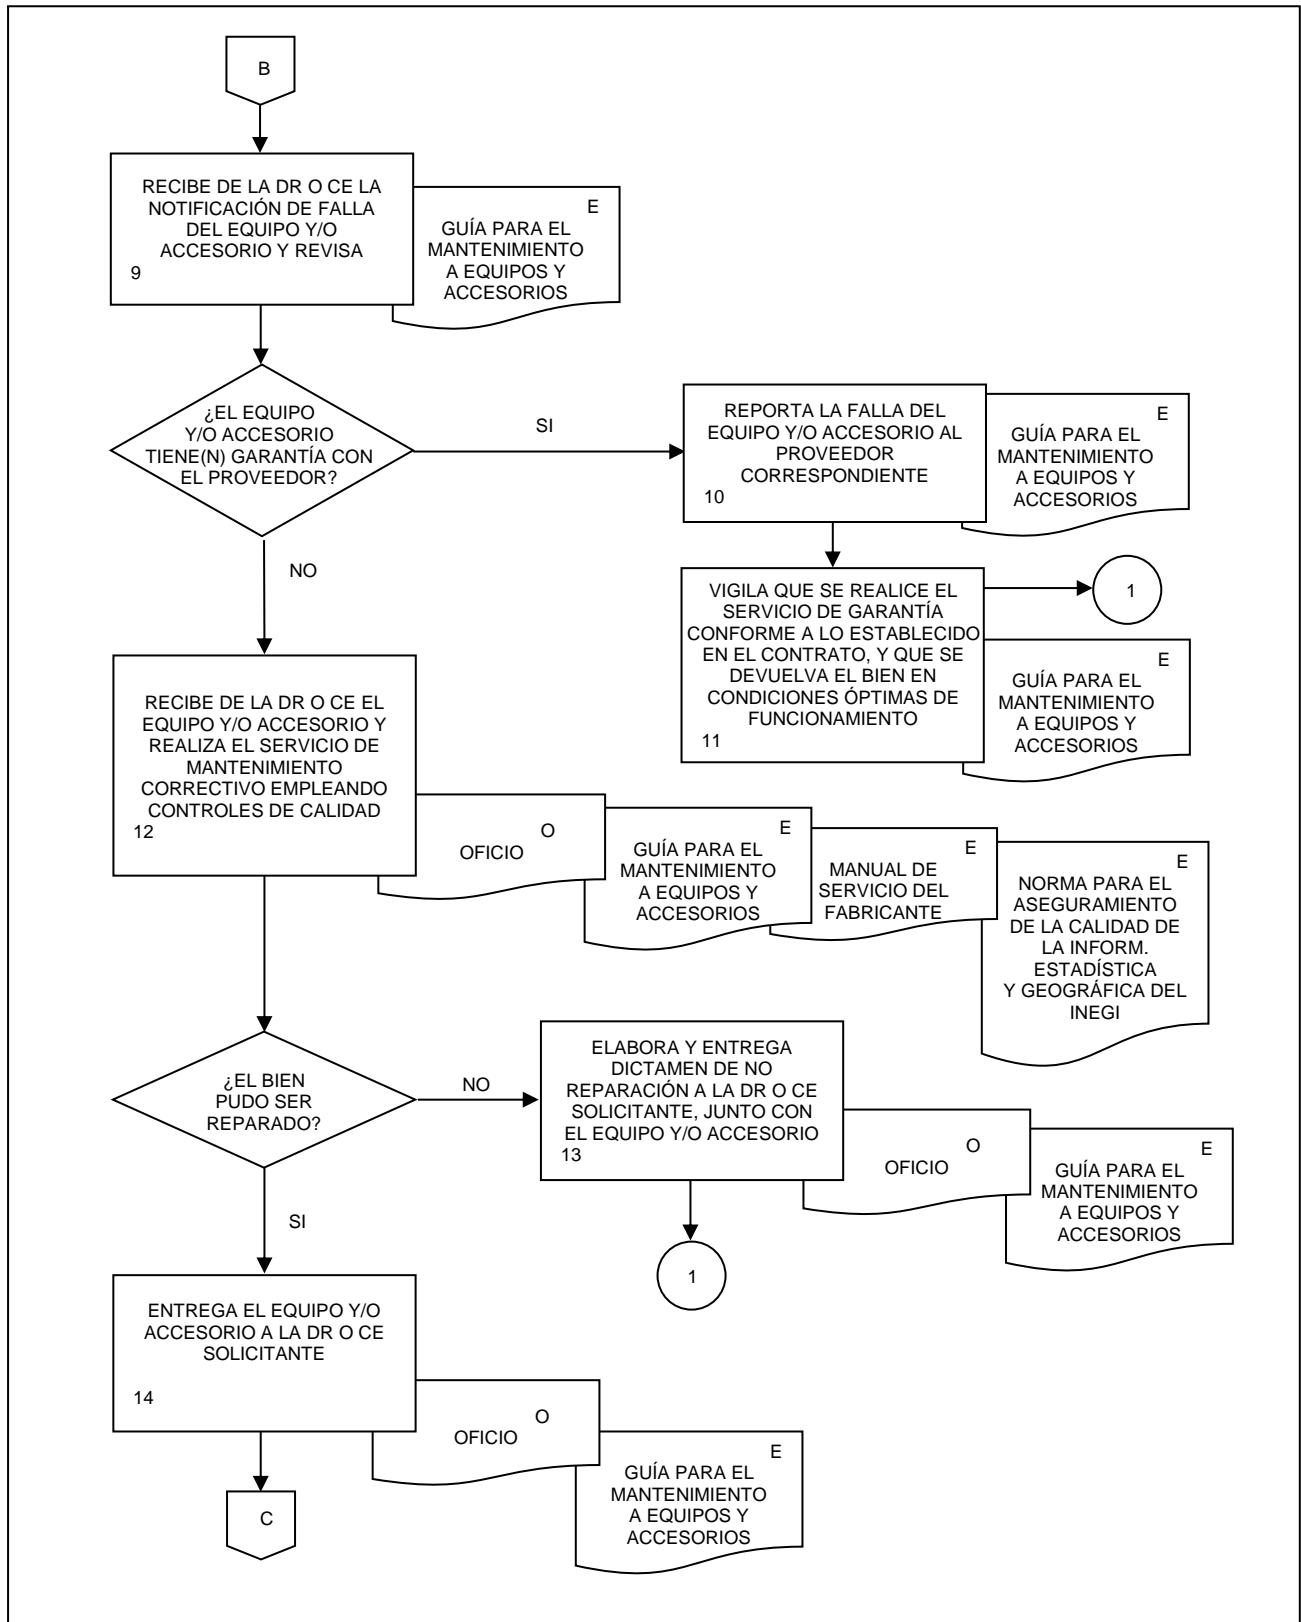 B
RECIBE DE LA DR O CE LA
NOTIFICACIÓN DE FALLA
DEL EQUIPO Y/O
ACCESORIO Y REVISA
9
E
GUÍA PARA EL
MANTENIMIENTO
A EQUIPOS Y
ACCESORIOS
¿EL EQUIPO
Y/O ACCESORIO
TIENE(N) GARANTÍA CON
EL PROVEEDOR?
SI
REPORTA LA FALLA DEL
EQUIPO Y/O ACCESORIO AL
PROVEEDOR
CORRESPONDIENTE
10
E
GUÍA PARA EL
MANTENIMIENTO
A EQUIPOS Y
ACCESORIOS
NO
VIGILA QUE SE REALICE EL
SERVICIO DE GARANTÍA
CONFORME A LO ESTABLECIDO
EN EL CONTRATO, Y QUE SE
DEVUELVA EL BIEN EN
CONDICIONES ÓPTIMAS DE
FUNCIONAMIENTO
11
1
E
GUÍA PARA EL
MANTENIMIENTO
A EQUIPOS Y
ACCESORIOS
RECIBE DE LA DR O CE EL
EQUIPO Y/O ACCESORIO Y
REALIZA EL SERVICIO DE
MANTENIMIENTO
CORRECTIVO EMPLEANDO
CONTROLES DE CALIDAD
12
O
OFICIO
E
GUÍA PARA EL
MANTENIMIENTO
A EQUIPOS Y
ACCESORIOS
E
MANUAL DE
SERVICIO DEL
FABRICANTE
E
NORMA PARA EL
ASEGURAMIENTO
DE LA CALIDAD DE
LA INFORM.
ESTADÍSTICA
Y GEOGRÁFICA DEL
INEGI
¿EL BIEN
PUDO SER
REPARADO?
NO
ELABORA Y ENTREGA
DICTAMEN DE NO
REPARACIÓN A LA DR O CE
SOLICITANTE, JUNTO CON
EL EQUIPO Y/O ACCESORIO
13
O
OFICIO
E
GUÍA PARA EL
MANTENIMIENTO
A EQUIPOS Y
ACCESORIOS
1
SI
ENTREGA EL EQUIPO Y/O
ACCESORIO A LA DR O CE
SOLICITANTE
14
O
OFICIO
E
GUÍA PARA EL
MANTENIMIENTO
A EQUIPOS Y
ACCESORIOS
C